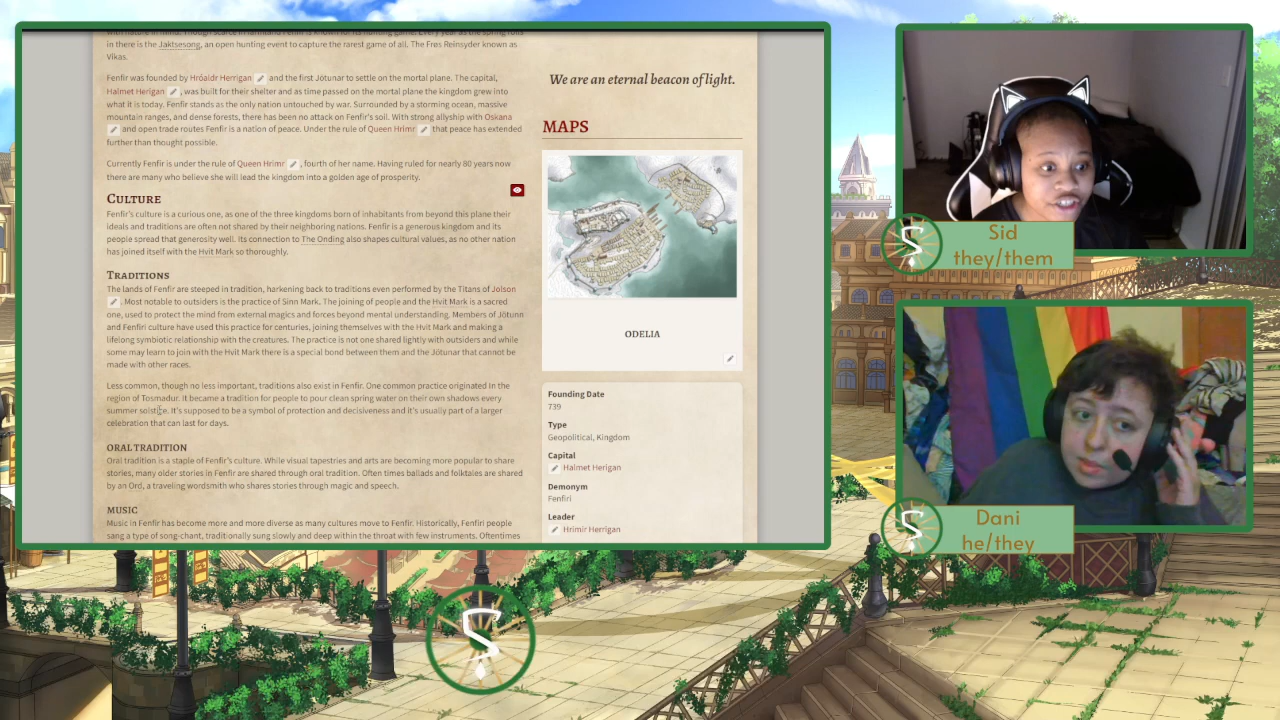 in there is the Jaktsesong, an open hunting event to capture the rarest game of all. The Frøs Reinsyder known as
Vikas.
Fenfir was founded by Hróaldr Herrigan and the first Jötunar to settle on the mortal plane. The capital,
Halmet Herigan , was built for their shelter and as time passed on the mortal plane the kingdom grew into
what it is today. Fenfir stands as the only nation untouched by war. Surrounded by a storming ocean, massive
mountain ranges, and dense forests, there has been no attack on Fenfir's soil. With strong allyship with Oskana
and open trade routes Fenfir is a nation of peace. Under the rule of Queen Hrimr that peace has extended
further than thought possible.
Currently Fenfir is under the rule of Queen Hrimr , fourth of her name. Having ruled for nearly 80 years now
there are many who believe she will lead the kingdom into a golden age of prosperity.
CULTURE
Fenfir's culture is a curious one, as one of the three kingdoms born of inhabitants from beyond this plane their
ideals and traditions are often not shared by their neighboring nations. Fenfir is a generous kingdom and its
people spread that generosity well. Its connection to The Onding also shapes cultural values, as no other nation
has joined itself with the Hvit Mark so thoroughly.
TRADITIONS
The lands of Fenfir are steeped in tradition, harkening back to traditions even performed by the Titans of Jolson
. Most notable to outsiders is the practice of Sinn Mark. The joining of people and the Hvit Mark is a sacred
one, used to protect the mind from external magics and forces beyond mental understanding. Members of Jötunn
and Fenfiri culture have used this practice for centuries, joining themselves with the Hvit Mark and making a
lifelong symbiotic relationship with the creatures. The practice is not one shared lightly with outsiders and while
some may learn to join with the Hvit Mark there is a special bond between them and the Jötunar that cannot be
made with other races.
Less common, though no less important, traditions also exist in Fenfir. One common practice originated In the
region of Tosmadur. It became a tradition for people to pour clean spring water on their own shadows every
summer solstice. It's supposed to be a symbol of protection and decisiveness and it's usually part of a larger
celebration that can last for days.
ORAL TRADITION
Oral tradition is a staple of Fenfir's culture. While visual tapestries and arts are becoming more popular to share
stories, many older stories in Fenfir are shared through oral tradition. Often times ballads and folktales are shared
by an Ord, a traveling wordsmith who shares stories through magic and speech.
MUSIC
Music in Fenfir has become more and more diverse as many cultures move to Fenfir. Historically, Fenfiri people
sang a type of song-chant, traditionally sung slowly and deep within the throat with few instruments. Oftentimes
We are an eternal beacon of light.
MAPS
ODELIA
Founding Date
739
Type
Geopolitical, Kingdom
Capital
Halmet Herigan
Demonym
Fenfiri
Leader
Hrimir Herrigan
Sid
they/them
Dani
he/they
S